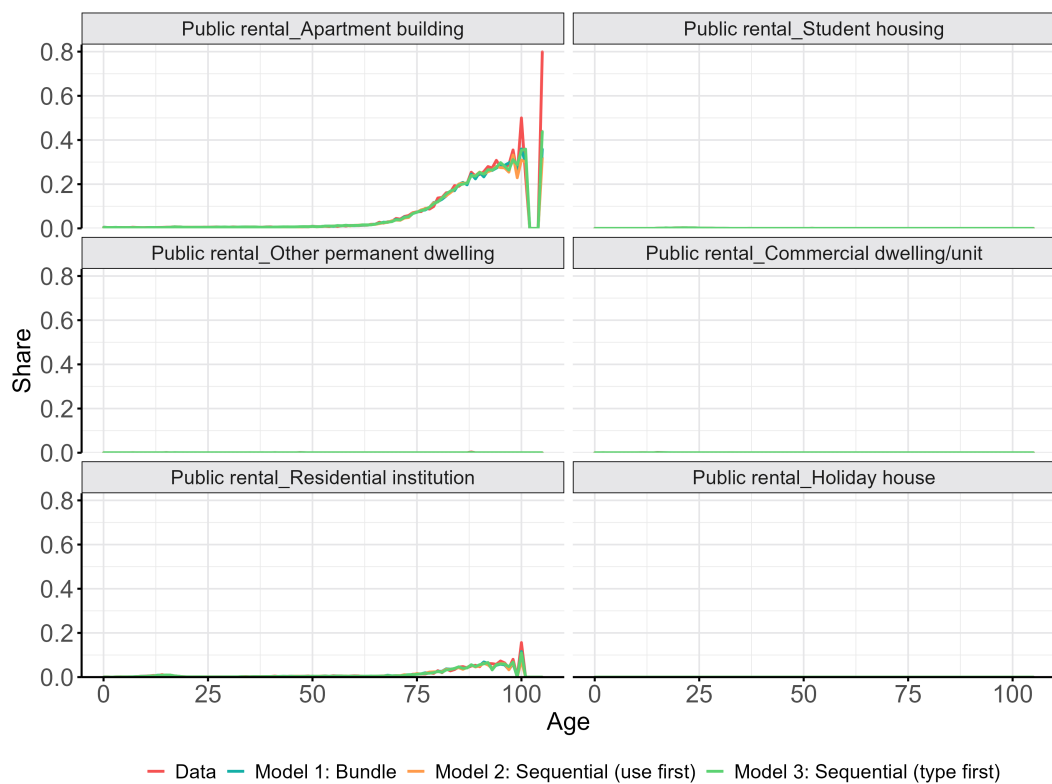 Public rental_Apartment building
Public rental_Student housing
0.8
0.6
0.4
0.2
0.0
Public rental_Other permanent dwelling
Public rental_Commercial dwelling/unit
0.8
0.6
0.4
0.2
0.0
Share
Public rental_Residential institution
Public rental_Holiday house
0.8
0.6
0.4
0.2
0.0
0 25 50 75 100 0 25 50 75 100
Age
Data Model 1: Bundle Model 2: Sequential (use first) Model 3: Sequential (type first)